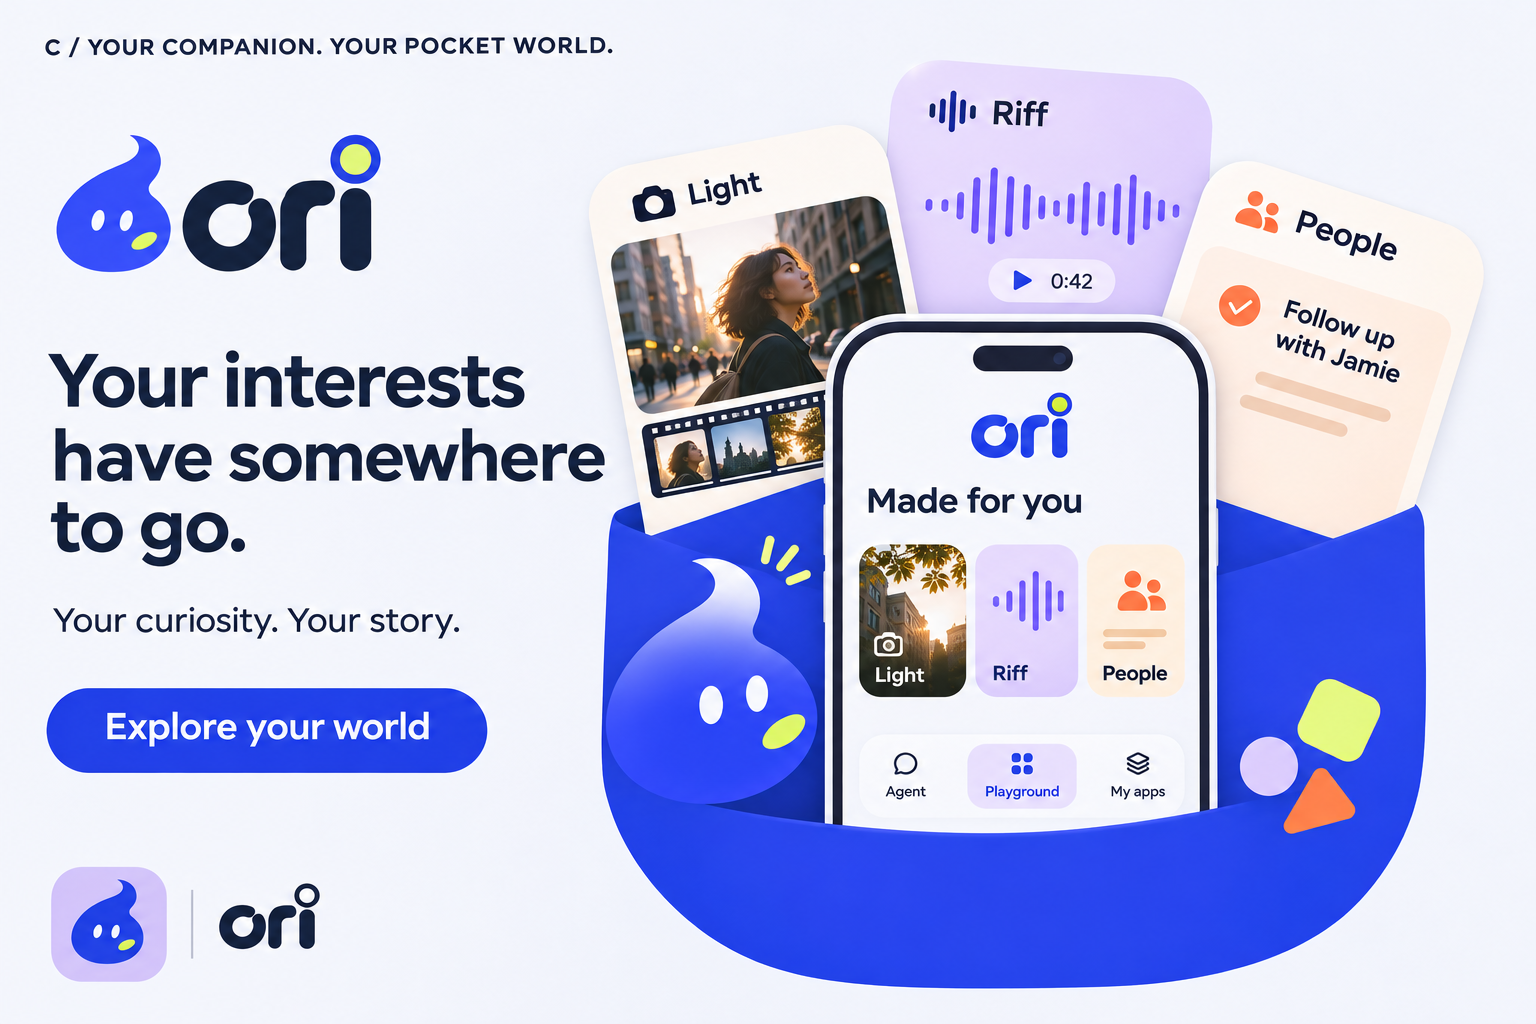 C / YOUR COMPANION. YOUR POCKET WORLD.
ori
Your interests
have somewhere
to go.
Your curiosity. Your story.
Explore your world
ori
Light
Riff
0:42
People
Follow up
with Jamie
ori
Made for you
Light
Riff
People
Agent
Playground
My apps